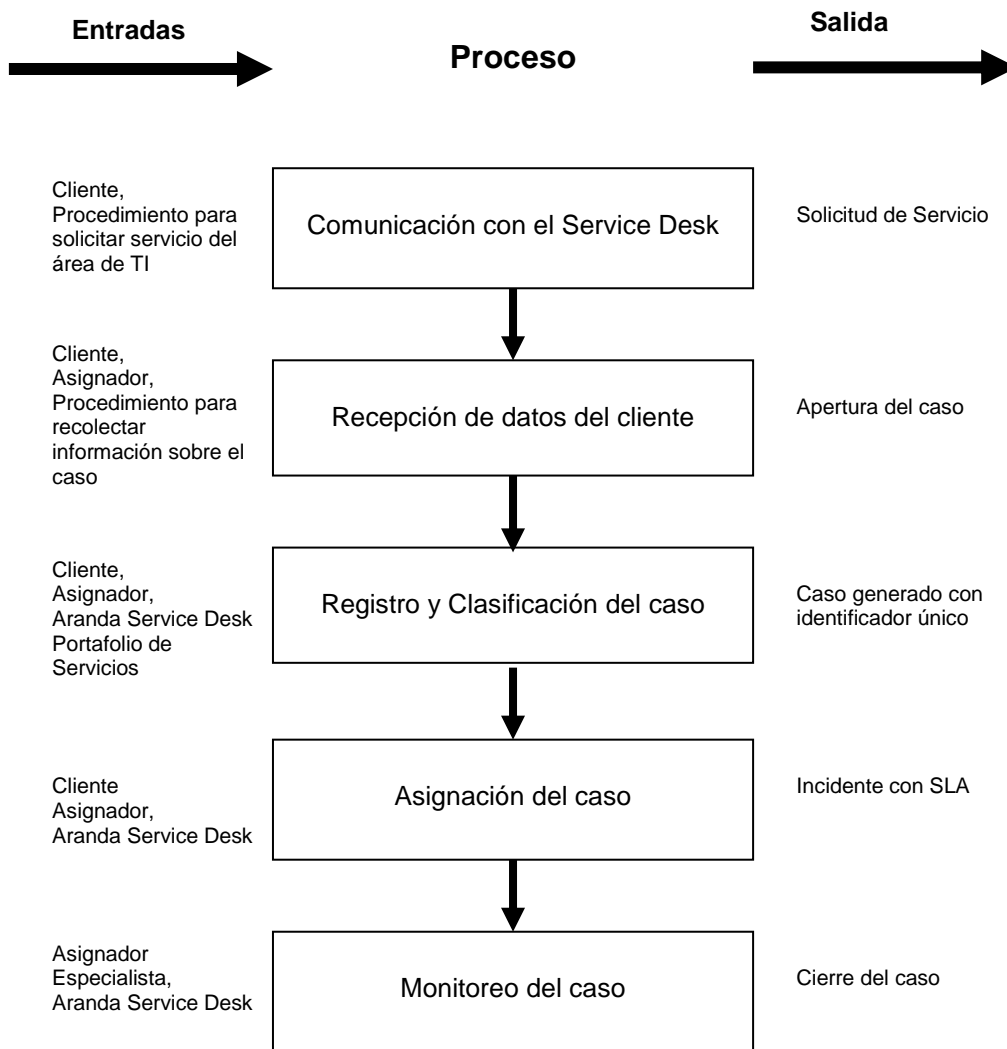 Entradas
Proceso
Salida
Cliente,
Procedimiento para
solicitar servicio del
área de TI
Comunicación con el Service Desk
Solicitud de Servicio
Cliente,
Asignador,
Procedimiento para
recolectar
información sobre el
caso
Recepción de datos del cliente
Apertura del caso
Cliente,
Asignador,
Aranda Service Desk
Portafolio de
Servicios
Registro y Clasificación del caso
Caso generado con
identificador único
Cliente
Asignador,
Aranda Service Desk
Asignación del caso
Incidente con SLA
Asignador
Especialista,
Aranda Service Desk
Monitoreo del caso
Cierre del caso